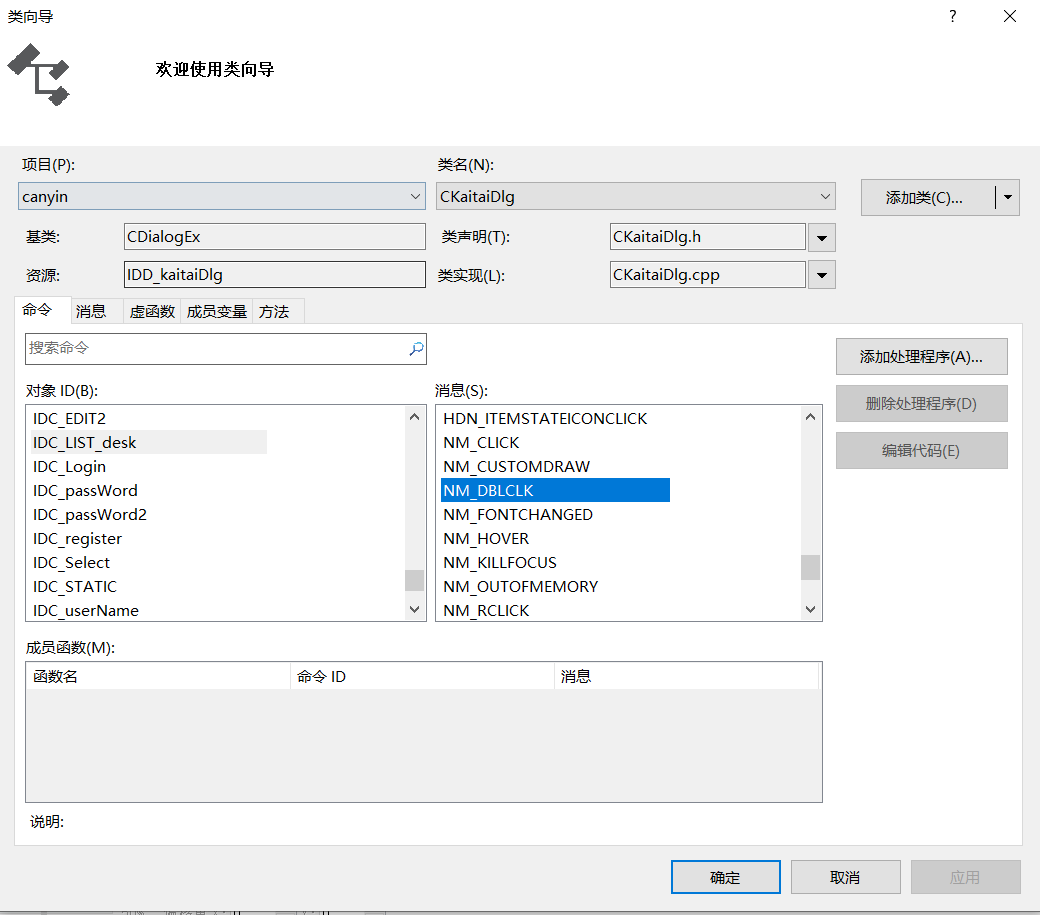 类向导
欢迎使用类向导
项目(P):
类名(N):
canyin
CKaitaiDlg
添加类(C)...
基类:
CDialogEx
类声明(T):
CKaitaiDlg.h
资源:
IDD_kaitaiDlg
类实现(L):
CKaitaiDlg.cpp
命令 消息 虚函数 成员变量 方法
搜索命令
添加处理程序(A)...
对象 ID(B):
消息(S):
删除处理程序(D)
编辑代码(E)
IDC_EDIT2
IDC_LIST_desk
IDC_Login
IDC_passWord
IDC_passWord2
IDC_register
IDC_Select
IDC_STATIC
IDC_userName
HDN_ITEMSTATEICONCLICK
NM_CLICK
NM_CUSTOMDRAW
NM_DBLCLK
NM_FONTCHANGED
NM_HOVER
NM_KILLFOCUS
NM_OUTOFMEMORY
NM_RCLICK
成员函数(M):
函数名 命令 ID 消息
说明:
确定 取消 应用